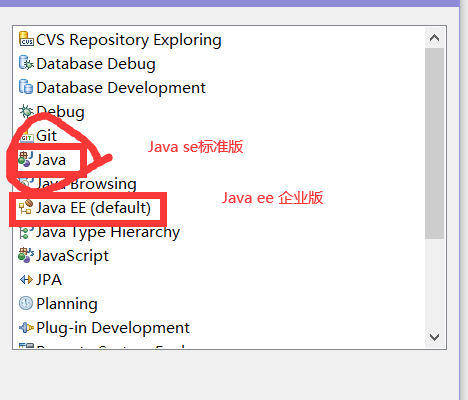 CVS Repository Exploring
Database Debug
Database Development
Debug
Git
Java
Java se标准版
Java Browsing
Java EE (default)
Java ee 企业版
Java Type Hierarchy
JavaScript
JPA
Planning
Plug-in Development